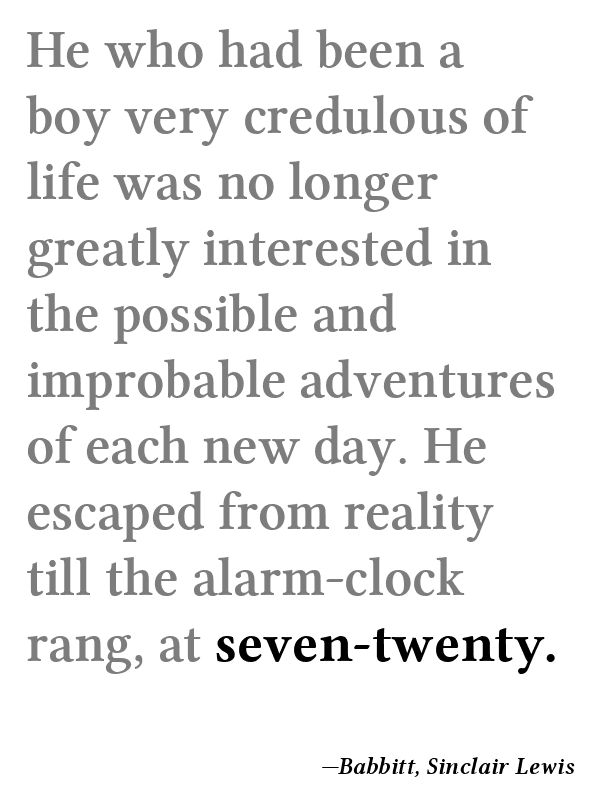 He who had been a
boy very credulous of
life was no longer
greatly interested in
the possible and
improbable adventures
of each new day. He
escaped from reality
till the alarm-clock
rang, at seven-twenty.
—Babbitt, Sinclair Lewis